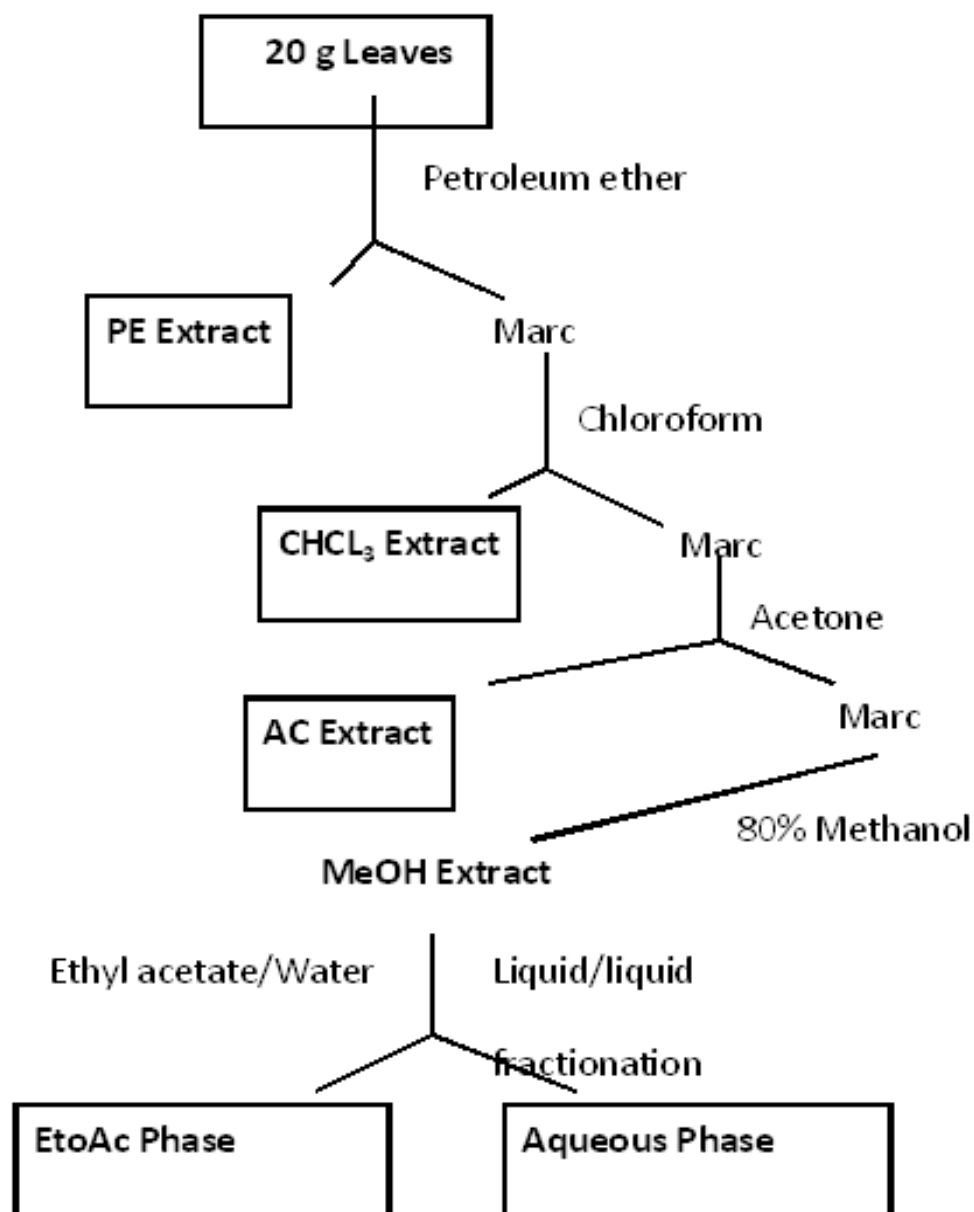 20 g Leaves
Petroleum ether
PE Extract
Marc
Chloroform
CHCL₃ Extract
Marc
Acetone
AC Extract
Marc
80% Methanol
MeOH Extract
Ethyl acetate/Water
Liquid/liquid
fractionation
EtoAc Phase
Aqueous Phase